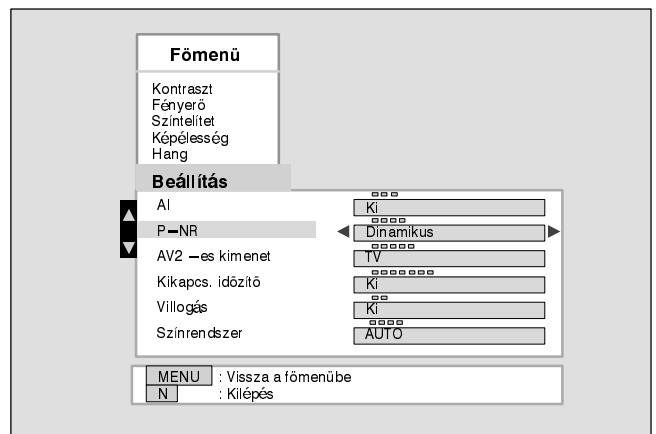 Fömenü
Kontraszt
Fényerö
Színtelítet
Képélesség
Hang
Beállítás
AI Ki
P–NR Dinamikus
AV2 –es kimenet TV
Kikapcs. időzítő Ki
Villogás Ki
Színrendszer AUTO
MENU : Vissza a fömenübe
N : Kilépés